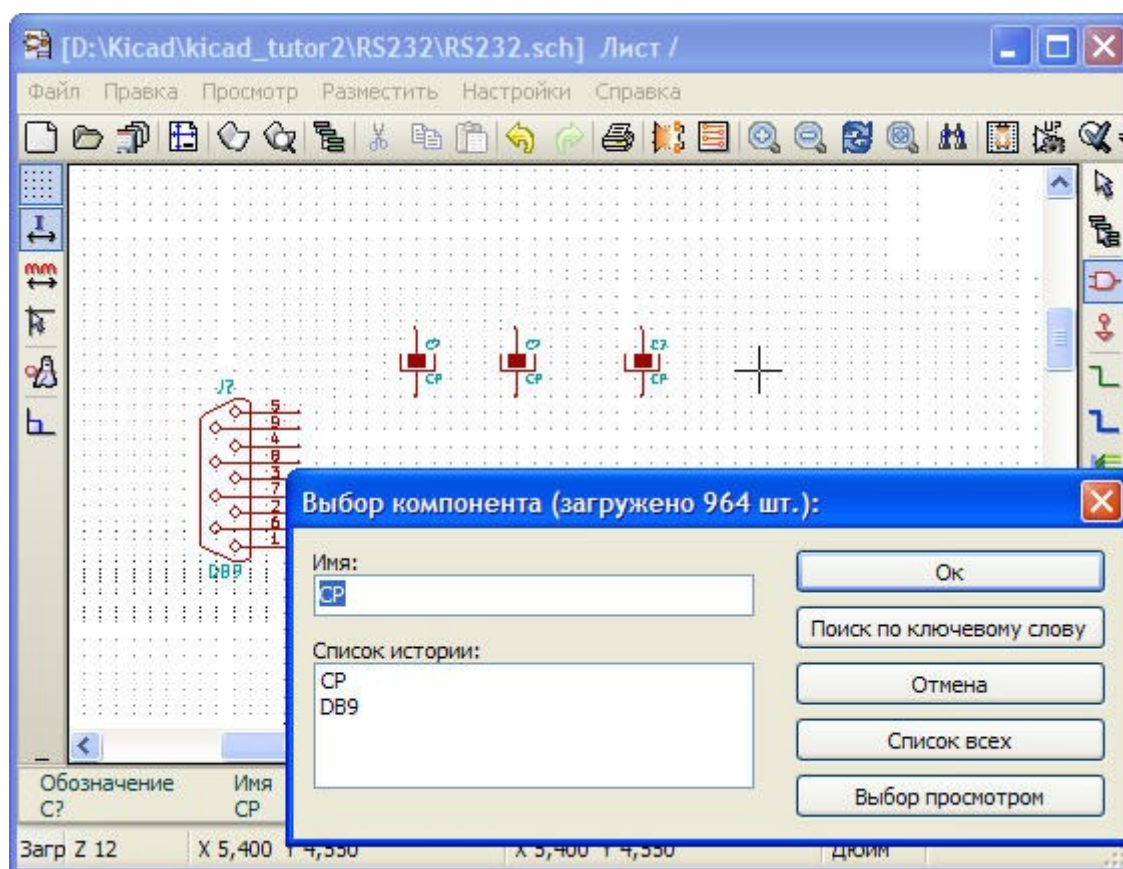 [D:\Kicad\kicad_tutor2\RS232\RS232.sch] Лист /
Файл Правка Просмотр Разместить Настройки Справка
I
mm
C?
CP
C?
CP
C?
CP
J?
5
9
4
8
3
7
2
6
1
DB9
Выбор компонента (загружено 964 шт.):
Имя:
CP
Список истории:
CP
DB9
Ок
Поиск по ключевому слову
Отмена
Список всех
Выбор просмотром
Обозначение Имя
C? CP
Загр Z 12 X 5,400 Y 4,550 X 5,400 Y 4,550 Дюйм